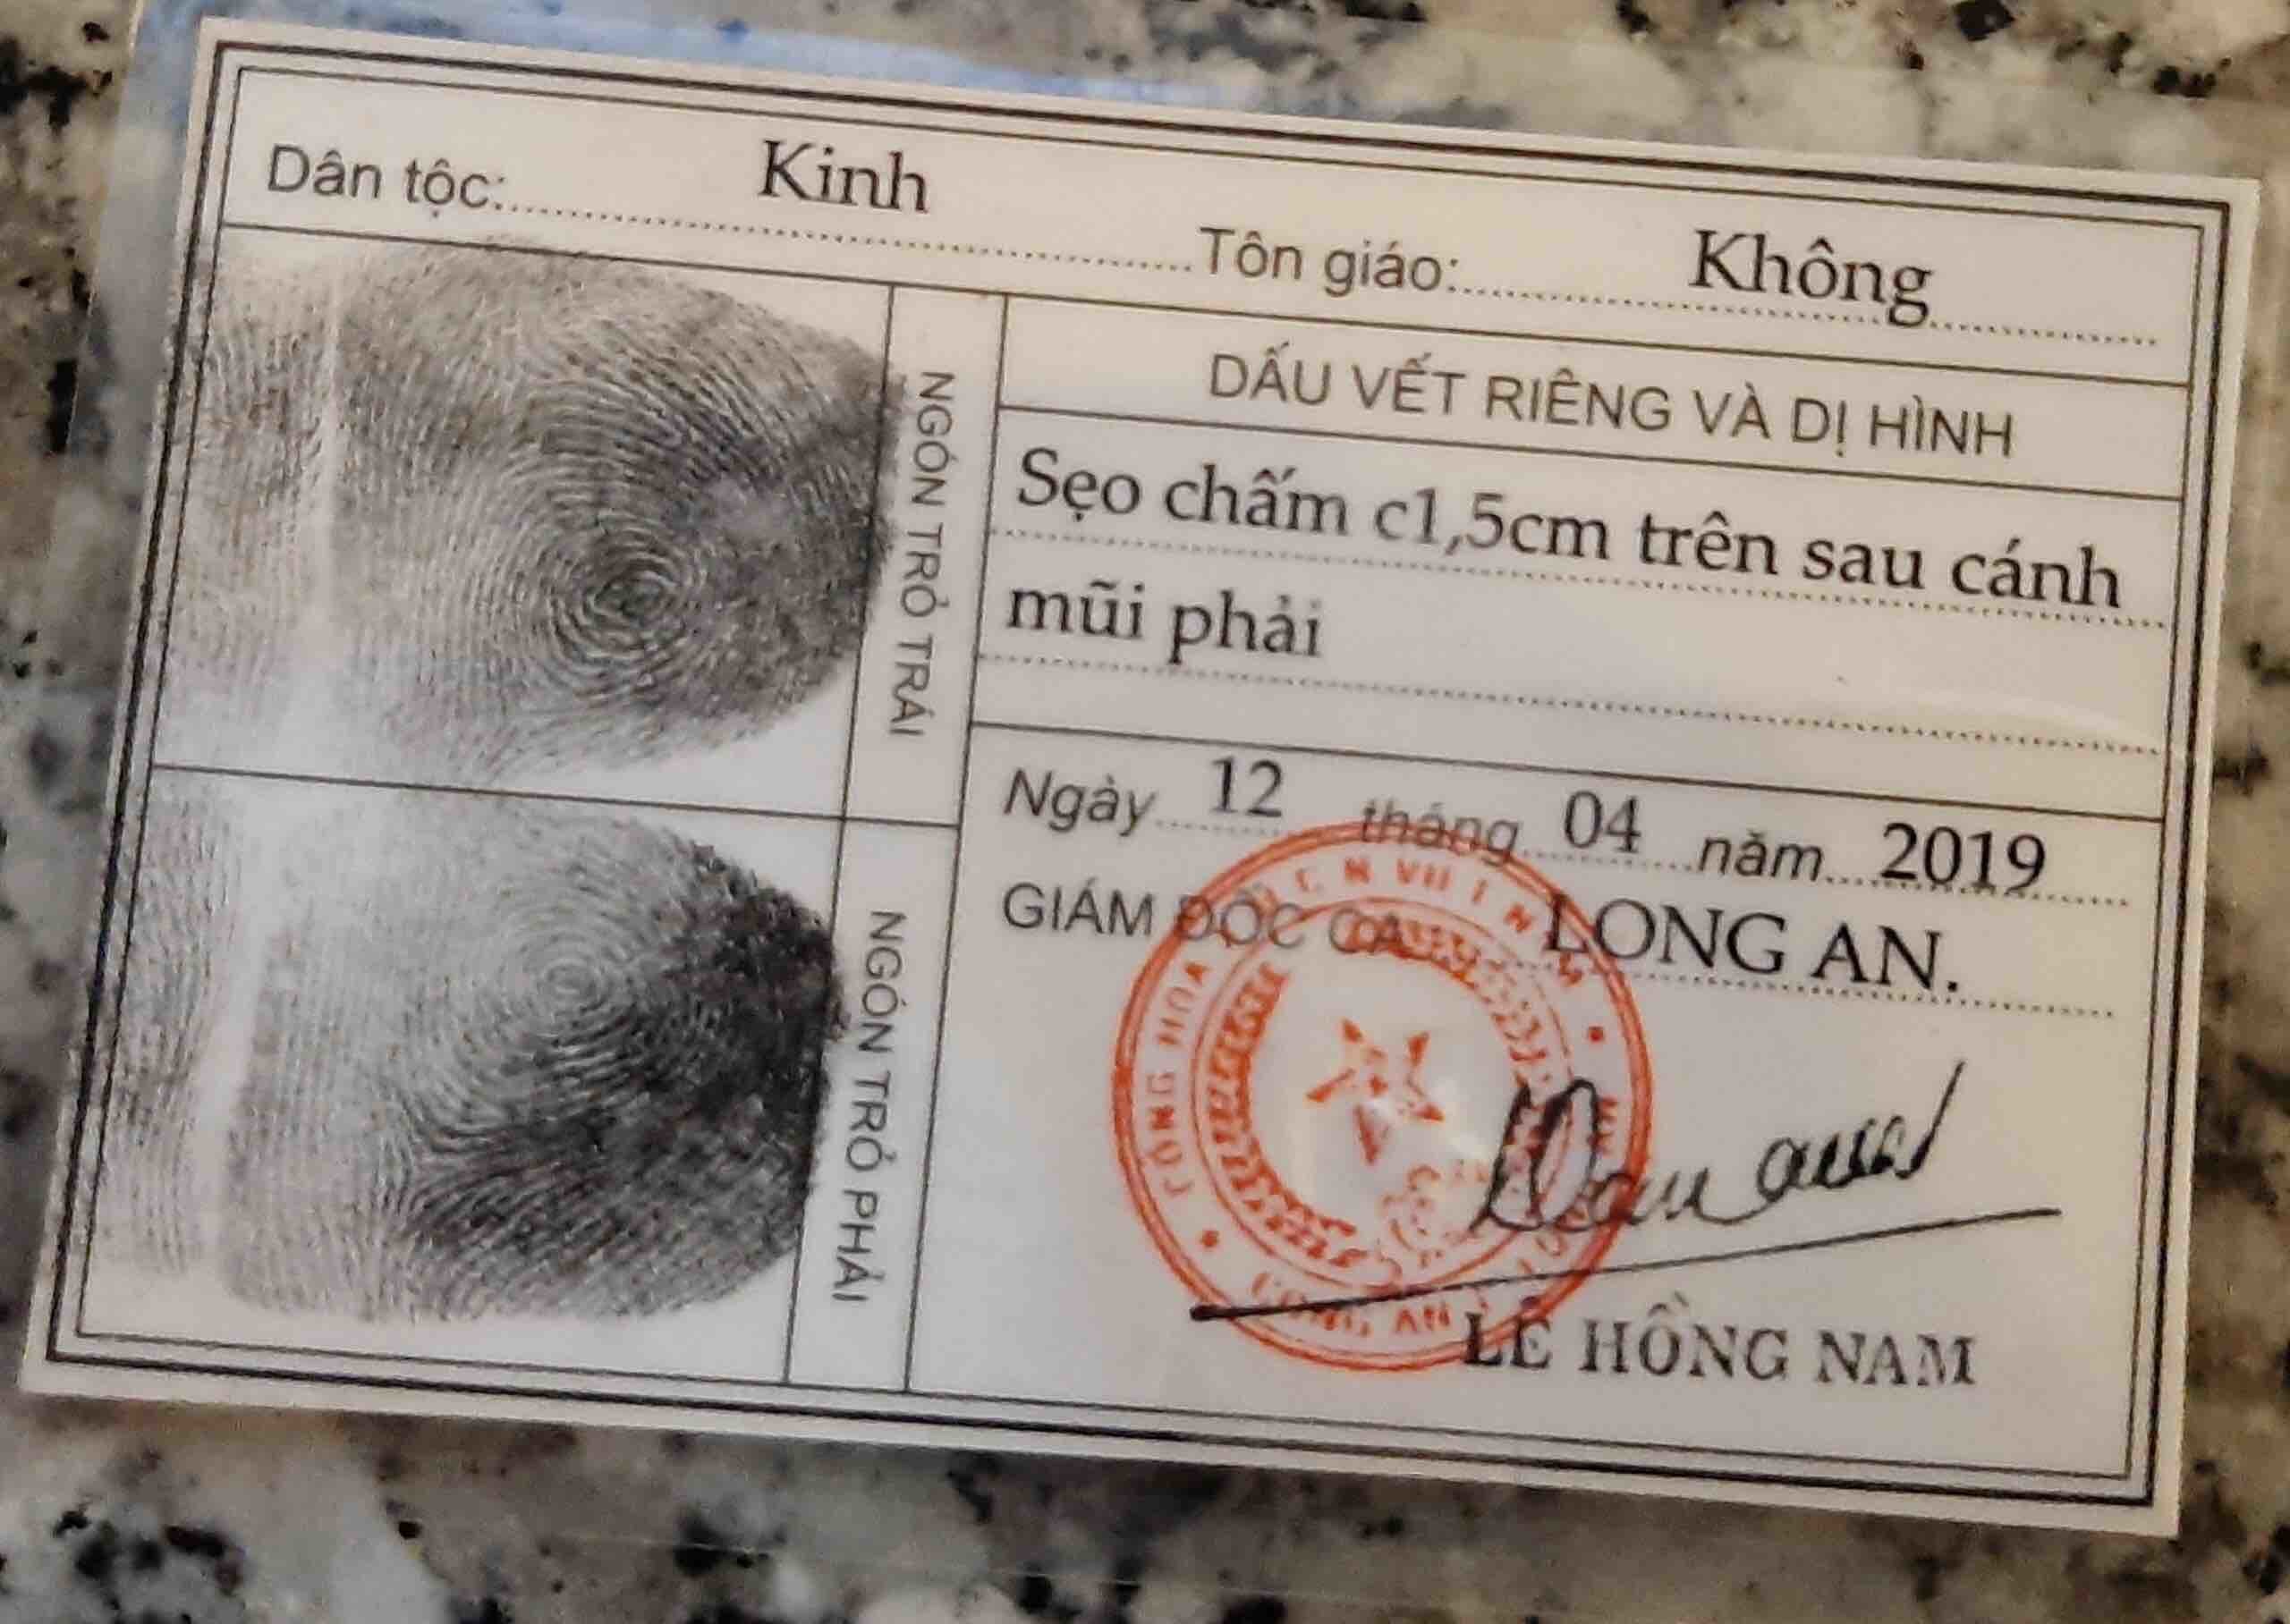 Dân tộc: Kinh Tôn giáo: Không
NGÓN TRỎ TRÁI
DẤU VẾT RIÊNG VÀ DỊ HÌNH
Sẹo chấm c1,5cm trên sau cánh
mũi phải
NGÓN TRỎ PHẢI
Ngày 12 tháng 04 năm 2019
GIÁM ĐỐC CA LONG AN.
CÔNG AN
LÊ HỒNG NAM